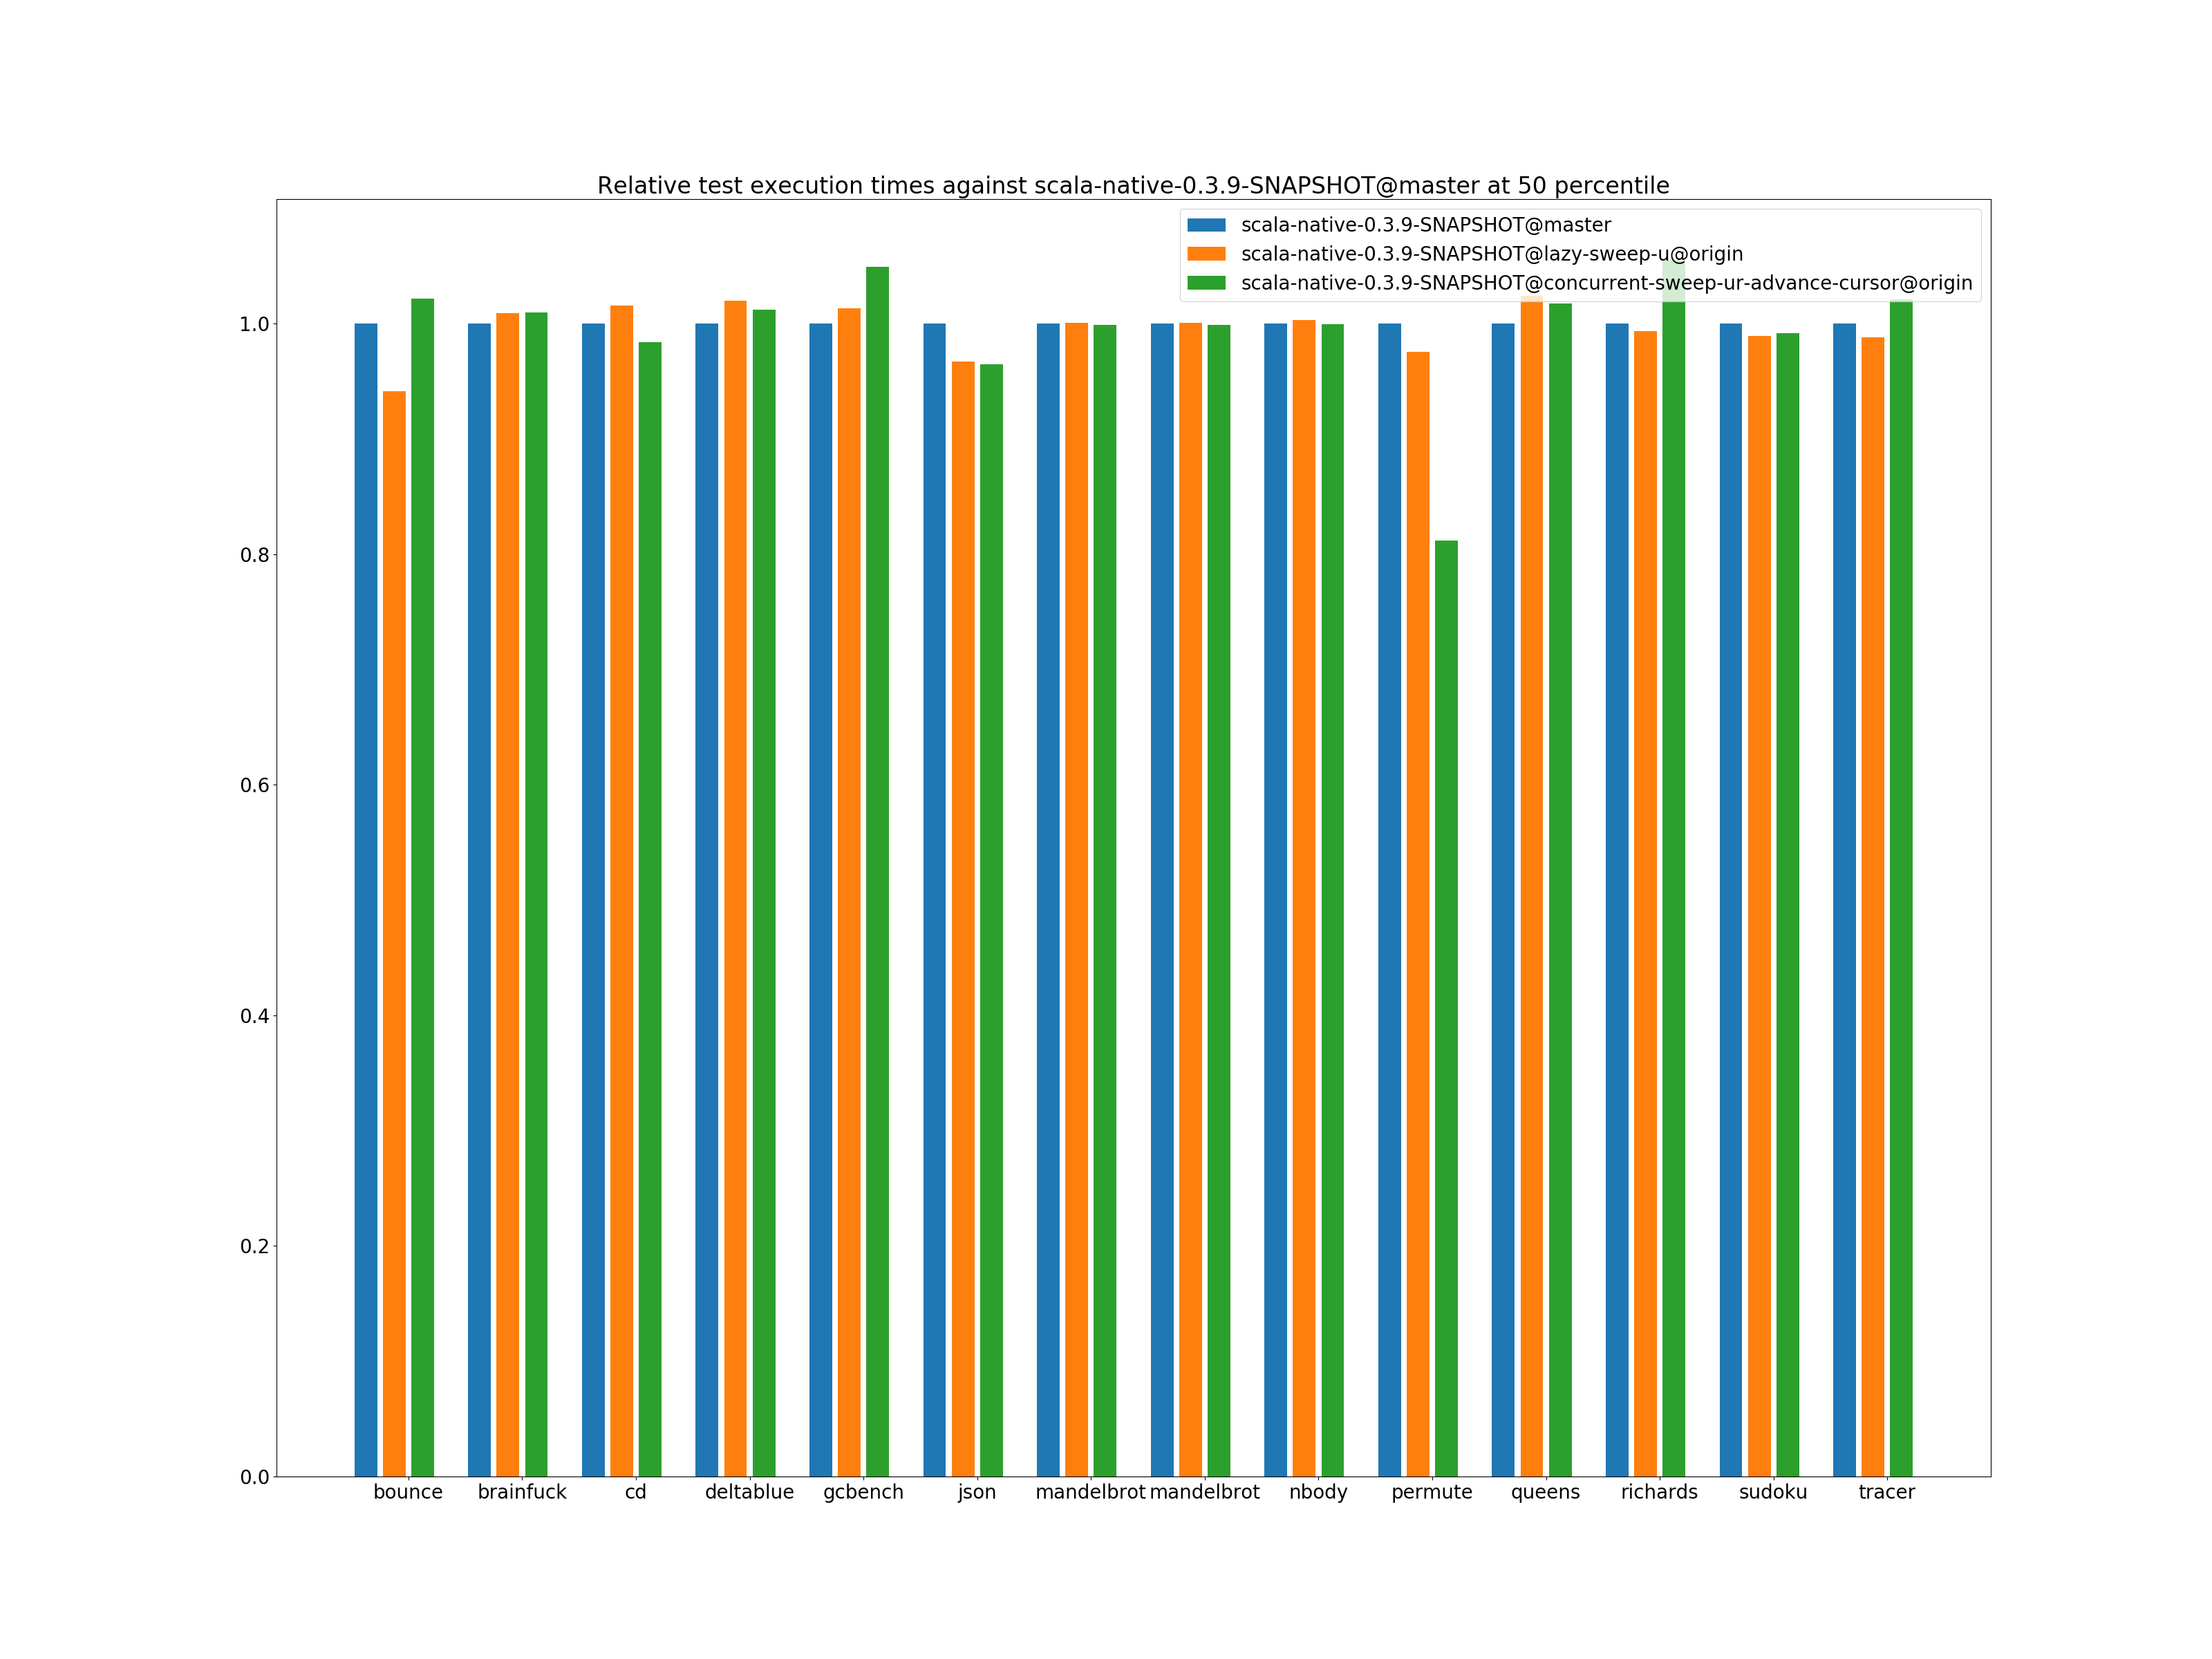 Relative test execution times against scala-native-0.3.9-SNAPSHOT@master at 50 percentile
scala-native-0.3.9-SNAPSHOT@master
scala-native-0.3.9-SNAPSHOT@lazy-sweep-u@origin
scala-native-0.3.9-SNAPSHOT@concurrent-sweep-ur-advance-cursor@origin
1.0
0.8
0.6
0.4
0.2
0.0
bounce brainfuck cd deltablue gcbench json mandelbrot mandelbrot nbody permute queens richards sudoku tracer